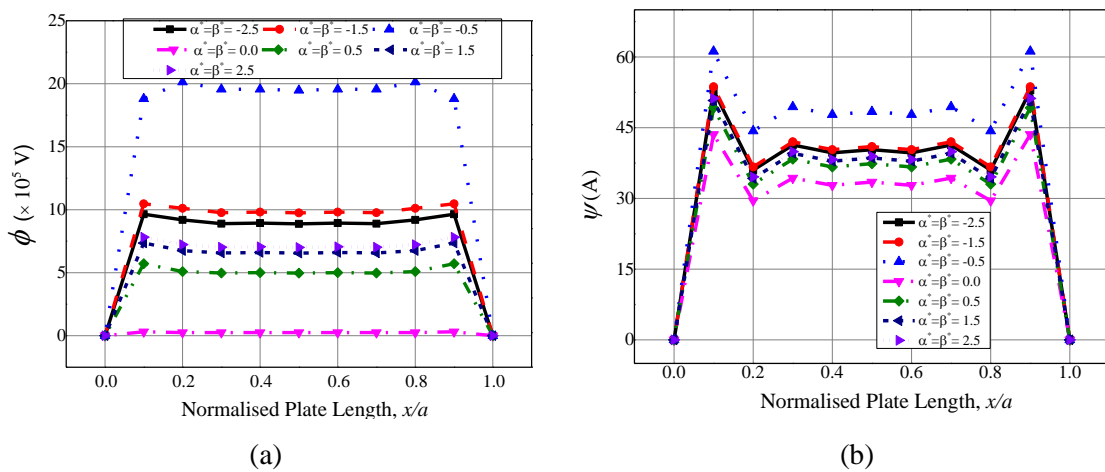 25
20
15
10
5
0
ϕ (× 10⁵ V)
α*=β*= -2.5 α*=β*= -1.5 α*=β*= -0.5
α*=β*= 0.0 α*=β*= 0.5 α*=β*= 1.5
α*=β*= 2.5
0.0 0.2 0.4 0.6 0.8 1.0
Normalised Plate Length, x/a
(a)
60
45
30
15
0
ψ (A)
α*=β*= -2.5
α*=β*= -1.5
α*=β*= -0.5
α*=β*= 0.0
α*=β*= 0.5
α*=β*= 1.5
α*=β*= 2.5
0.0 0.2 0.4 0.6 0.8 1.0
Normalised Plate Length, x/a
(b)